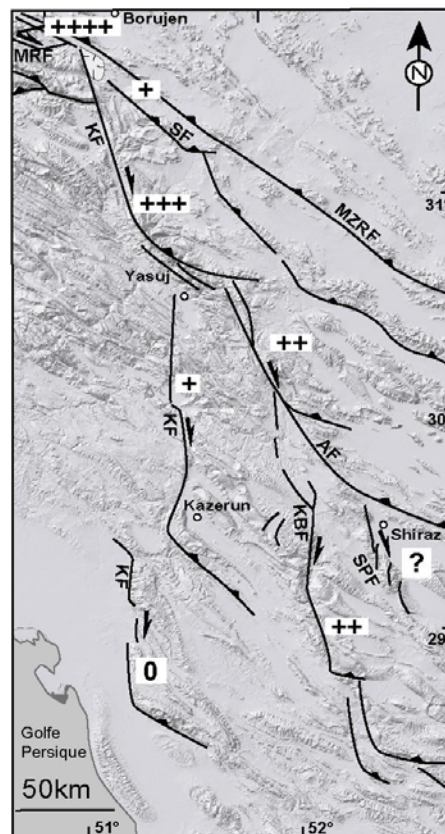 Borujen
++++
MRF
N
+
KF
SF
31°
+++
MZRF
Yasuj
++
+
30
KF
AF
Kazerun
KBF
Shiraz
?
SPF
KF
++
29
0
Golfe
Persique
50km
51°
52°